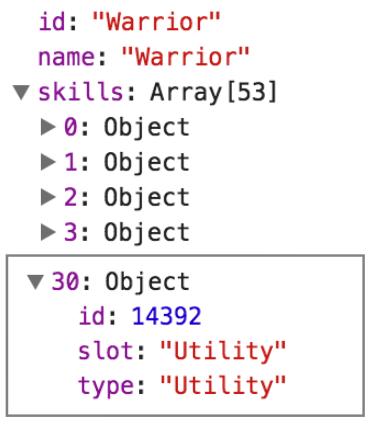 id: "Warrior"
name: "Warrior"
▼ skills: Array[53]
▶ 0: Object
▶ 1: Object
▶ 2: Object
▶ 3: Object
▼ 30: Object
id: 14392
slot: "Utility"
type: "Utility"